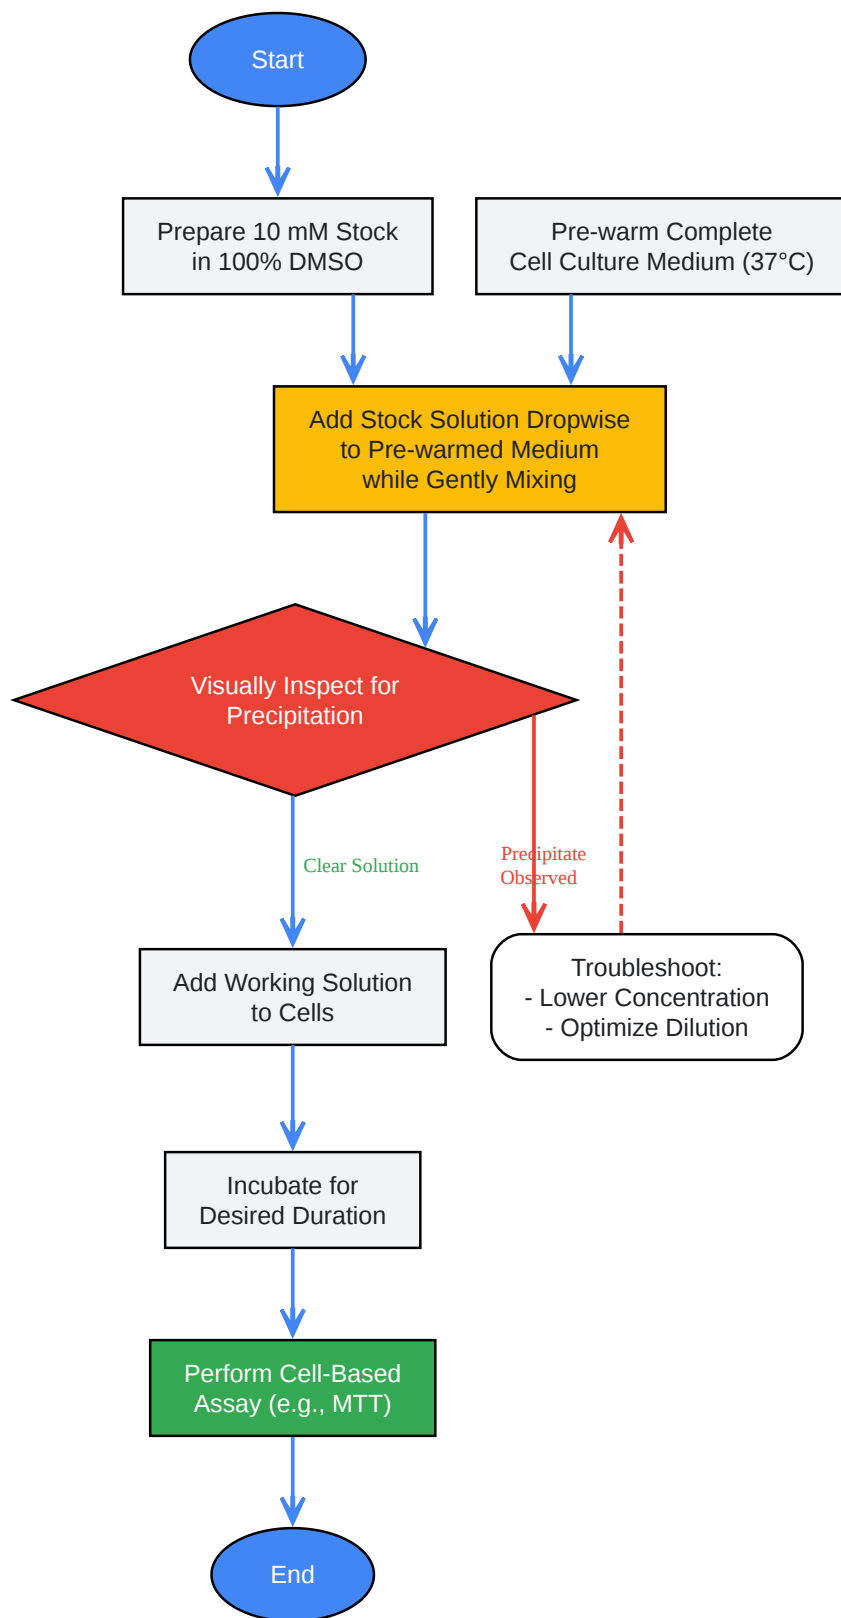 Start
Prepare 10 mM Stock
in 100% DMSO
Pre-warm Complete
Cell Culture Medium (37°C)
Add Stock Solution Dropwise
to Pre-warmed Medium
while Gently Mixing
Visually Inspect for
Precipitation
Clear Solution
Precipitate
Observed
Add Working Solution
to Cells
Troubleshoot:
- Lower Concentration
- Optimize Dilution
Incubate for
Desired Duration
Perform Cell-Based
Assay (e.g., MTT)
End